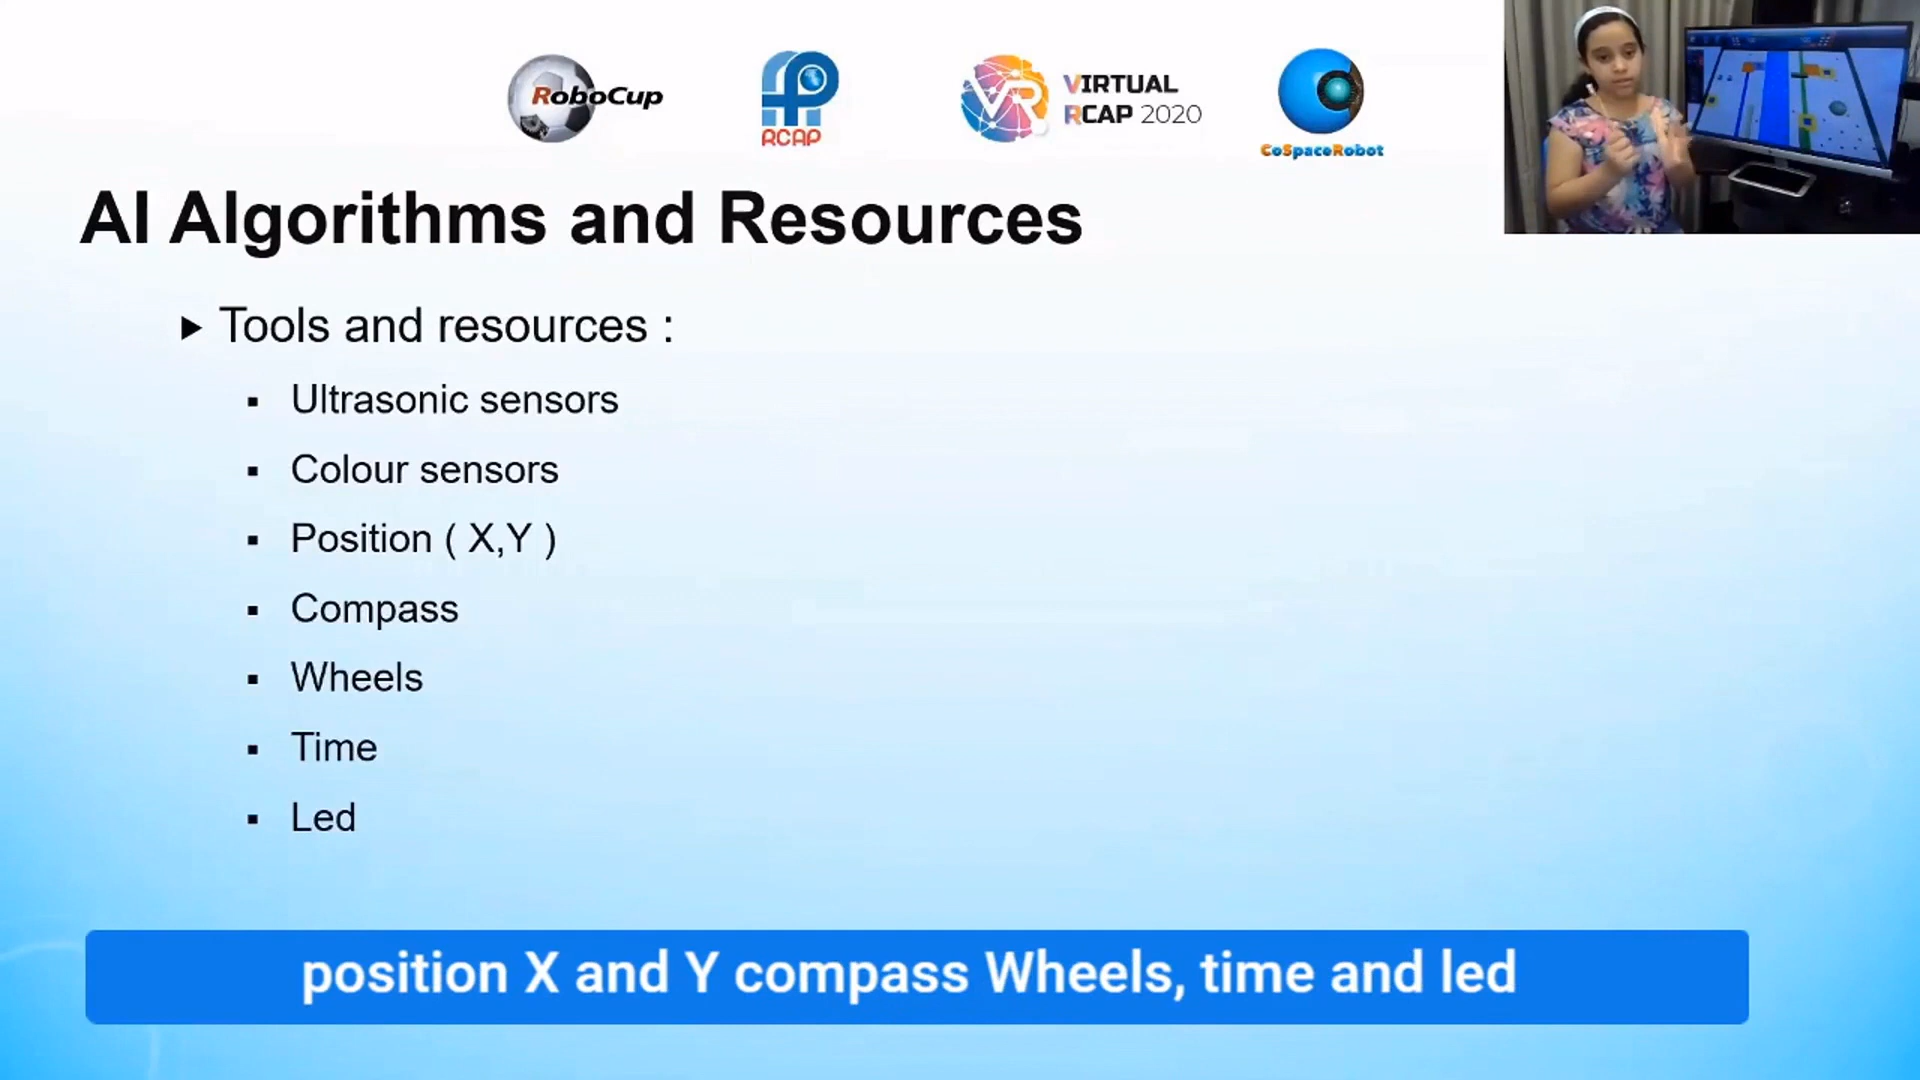 RoboCup
RCAP
VR
VIRTUAL
RCAP 2020
CoSpaceRobot
AI Algorithms and Resources
Tools and resources :
Ultrasonic sensors
Colour sensors
Position ( X,Y )
Compass
Wheels
Time
Led
position X and Y compass Wheels, time and led